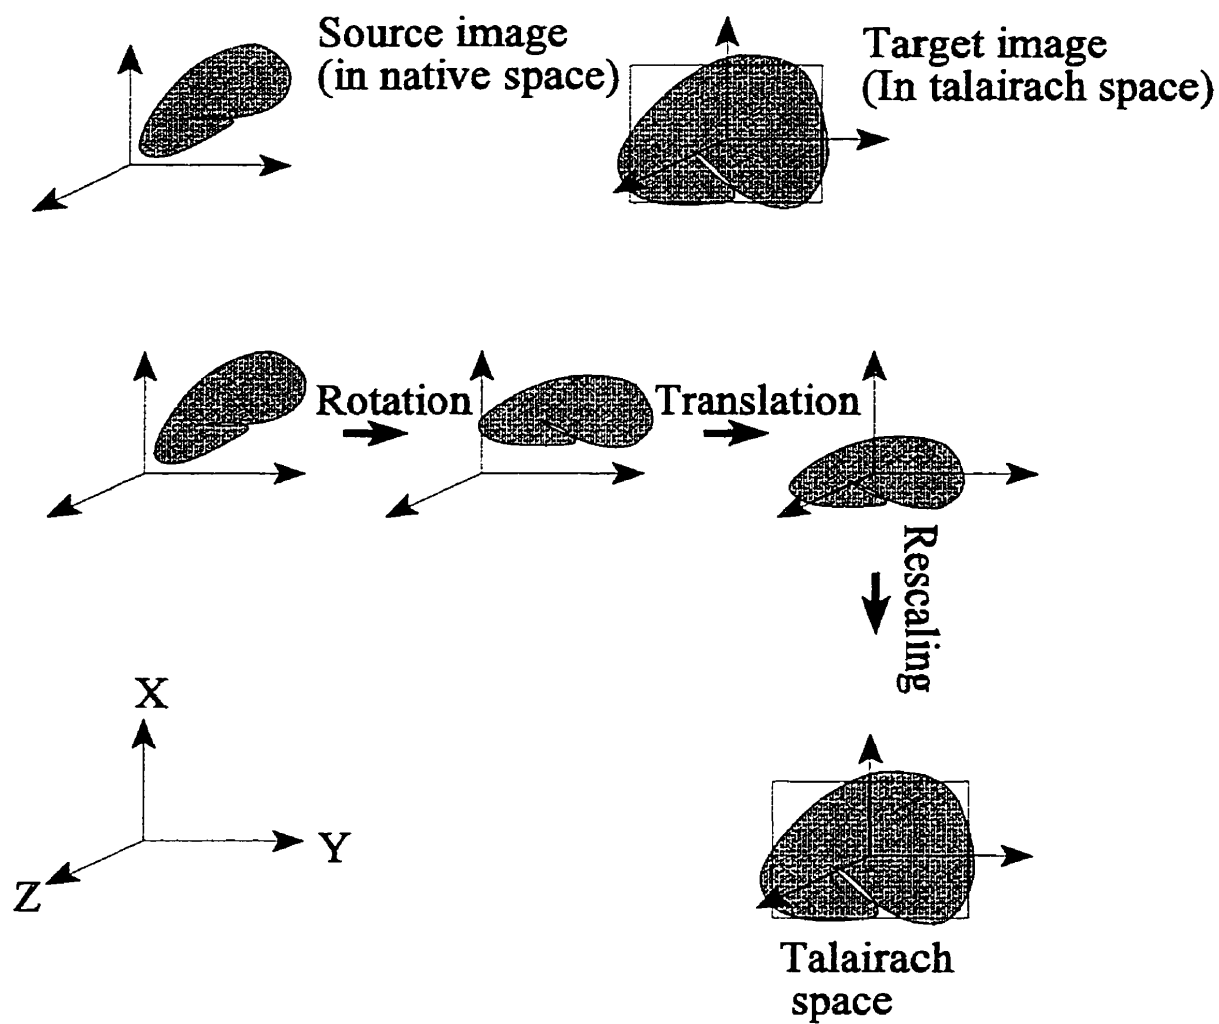 Source image
(in native space)
Target image
(In talairach space)
Rotation
Translation
Rescaling
X
Y
Z
Talairach
space